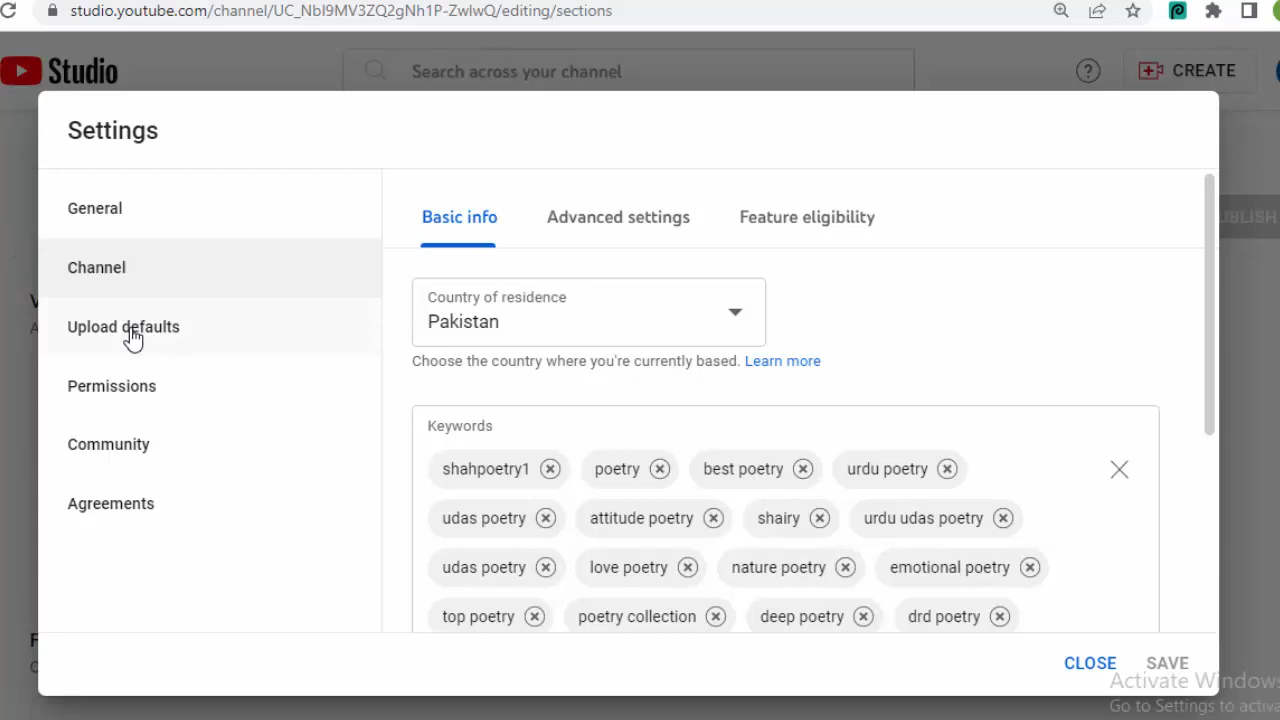 studio.youtube.com/channel/UC_NbI9MV3ZQ2gNh1P-ZwlwQ/editing/sections
Studio
Search across your channel
CREATE
Settings
General
Channel
Upload defaults
Permissions
Community
Agreements
Basic info Advanced settings Feature eligibility
Country of residence
Pakistan
Choose the country where you're currently based. Learn more
Keywords
shahpoetry1 poetry best poetry urdu poetry
udas poetry attitude poetry shairy urdu udas poetry
udas poetry love poetry nature poetry emotional poetry
top poetry poetry collection deep poetry drd poetry
CLOSE SAVE
Activate Windows
Go to Settings to activa